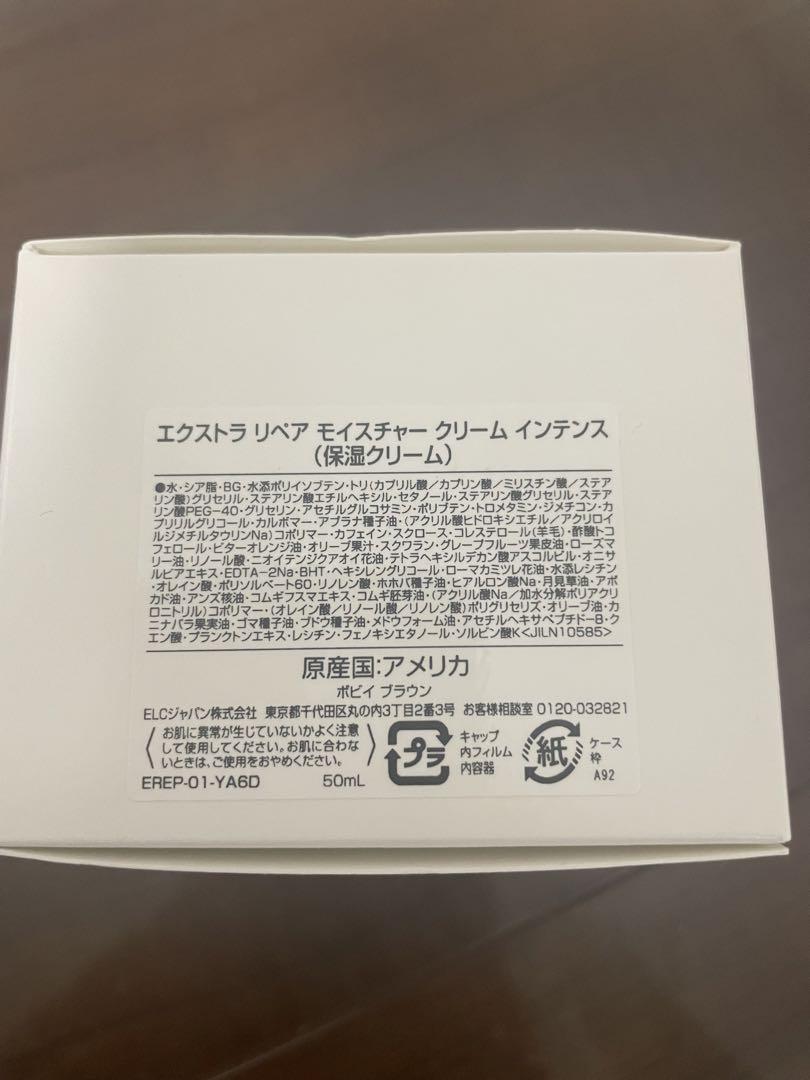 エクストラ リペア モイスチャー クリーム インテンス
(保湿クリーム)
●水・シア脂・BG・水添ポリイソブテン・トリ(カプリル酸/カプリン酸/ミリスチン酸/ステア
リン酸)グリセリル・ステアリン酸エチルヘキシル・セタノール・ステアリン酸グリセリル・ステア
リン酸PEG-40・グリセリン・アセチルグルコサミン・ポリブテン・トロメタミン・ジメチコン・カ
プリリルグリコール・カルボマー・アブラナ種子油・(アクリル酸ヒドロキシエチル/アクリロイ
ルジメチルタウリンNa)コポリマー・カフェイン・スクロース・コレステロール(羊毛)・酢酸トコ
フェロール・ビターオレンジ油・オリーブ果汁・スクワラン・グレープフルーツ果皮油・ローズマ
リー油・リノール酸・ニオイテンジクアオイ花油・テトラヘキシルデカン酸アスコルビル・オニサ
ルビアエキス・EDTA-2Na・BHT・ヘキシレングリコール・ローマカミツレ花油・水添レシチン
・オレイン酸・ポリソルベート60・リノレン酸・ホホバ種子油・ヒアルロン酸Na・月見草油・アボ
カド油・アンズ核油・コムギフスマエキス・コムギ胚芽油・(アクリル酸Na/加水分解ポリアクリ
ロニトリル)コポリマー・(オレイン酸/リノール酸/リノレン酸)ポリグリセリズ・オリーブ油・カ
ニナバラ果実油・ゴマ種子油・ブドウ種子油・メドウフォーム油・アセチルヘキサペプチド-8・ク
エン酸・プランクトンエキス・レシチン・フェノキシエタノール・ソルビン酸K<JILN10585>
原産国:アメリカ
ボビイ ブラウン
ELCジャパン株式会社 東京都千代田区丸の内3丁目2番3号 お客様相談室 0120-032821
お肌に異常が生じていないかよく注意
して使用してください。お肌に合わな
いときは、ご使用をおやめください。
プラ
キャップ
内フィルム
内容器
紙
ケース
枠
A92
EREP-01-YA6D 50mL